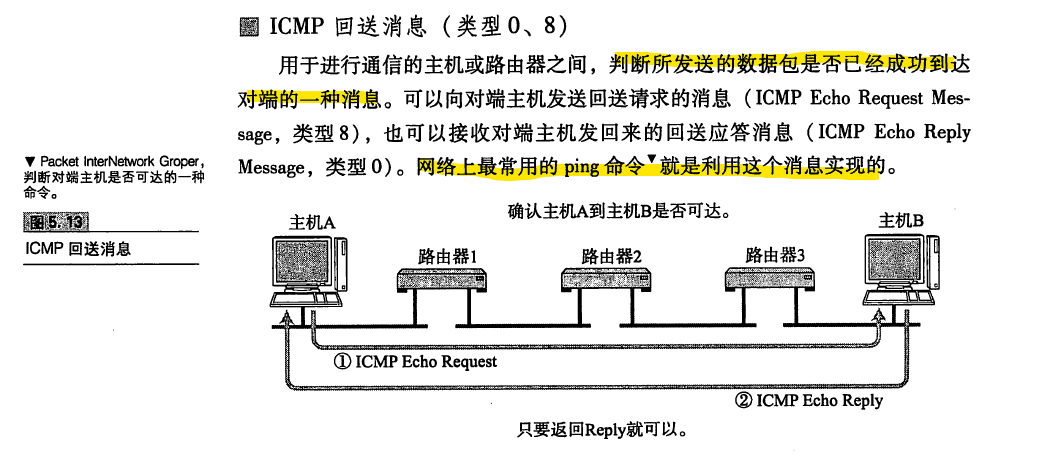 ICMP 回送消息（类型 0、8）
用于进行通信的主机或路由器之间，判断所发送的数据包是否已经成功到达
对端的一种消息。可以向对端主机发送回送请求的消息（ICMP Echo Request Mes-
sage，类型 8），也可以接收对端主机发回来的回送应答消息（ICMP Echo Reply
Message，类型 0）。网络上最常用的 ping 命令▼就是利用这个消息实现的。
▼ Packet InterNetwork Groper，
判断对端主机是否可达的一种
命令。
图5.13
ICMP 回送消息
确认主机A到主机B是否可达。
主机A
主机B
路由器1
路由器2
路由器3
① ICMP Echo Request
② ICMP Echo Reply
只要返回Reply就可以。